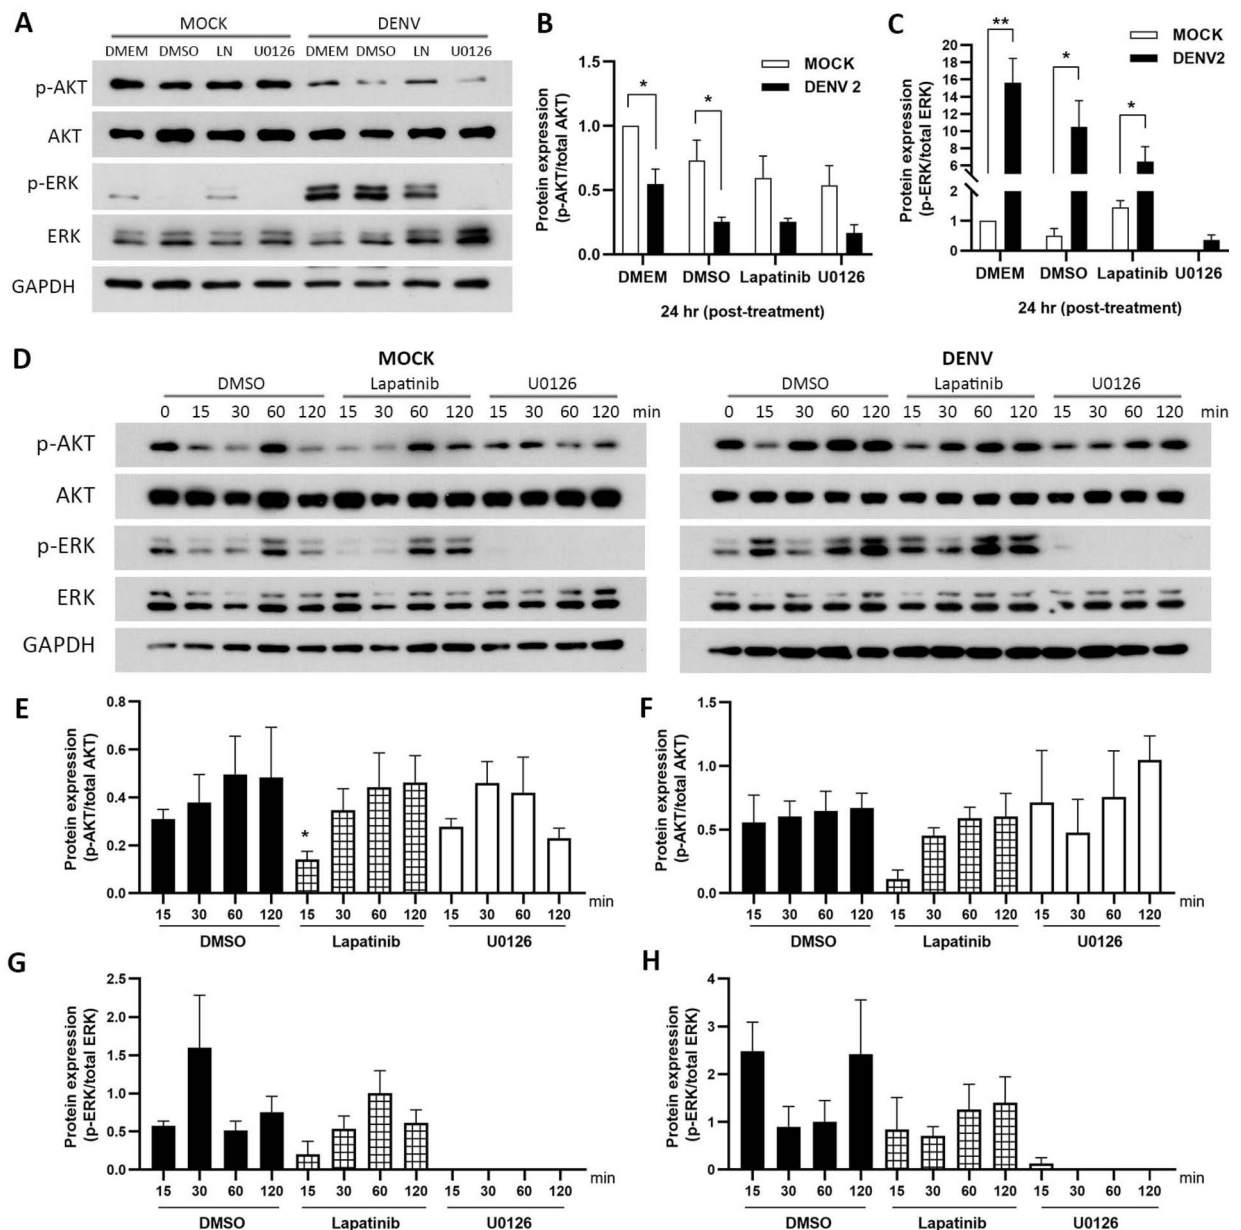 A
MOCK DENV
DMEM DMSO LN U0126 DMEM DMSO LN U0126
p-AKT
AKT
p-ERK
ERK
GAPDH
B
MOCK
DENV 2
Protein expression
(p-AKT/total AKT)
1.5
1.0
0.5
0.0
* *
DMEM DMSO Lapatinib U0126
24 hr (post-treatment)
C
MOCK
DENV2
Protein expression
(p-ERK/total ERK)
20
18
16
14
12
10
8
6
4
2
1
0
** * *
DMEM DMSO Lapatinib U0126
24 hr (post-treatment)
D
MOCK
DMSO Lapatinib U0126
0 15 30 60 120 15 30 60 120 15 30 60 120 min
p-AKT
AKT
p-ERK
ERK
GAPDH
DENV
DMSO Lapatinib U0126
0 15 30 60 120 15 30 60 120 15 30 60 120 min
E
Protein expression
(p-AKT/total AKT)
0.8
0.6
0.4
0.2
0.0
*
15 30 60 120 15 30 60 120 15 30 60 120 min
DMSO Lapatinib U0126
F
Protein expression
(p-AKT/total AKT)
1.5
1.0
0.5
0.0
15 30 60 120 15 30 60 120 15 30 60 120 min
DMSO Lapatinib U0126
G
Protein expression
(p-ERK/total ERK)
2.5
2.0
1.5
1.0
0.5
0.0
15 30 60 120 15 30 60 120 15 30 60 120 min
DMSO Lapatinib U0126
H
Protein expression
(p-ERK/total ERK)
4
3
2
1
0
15 30 60 120 15 30 60 120 15 30 60 120 min
DMSO Lapatinib U0126